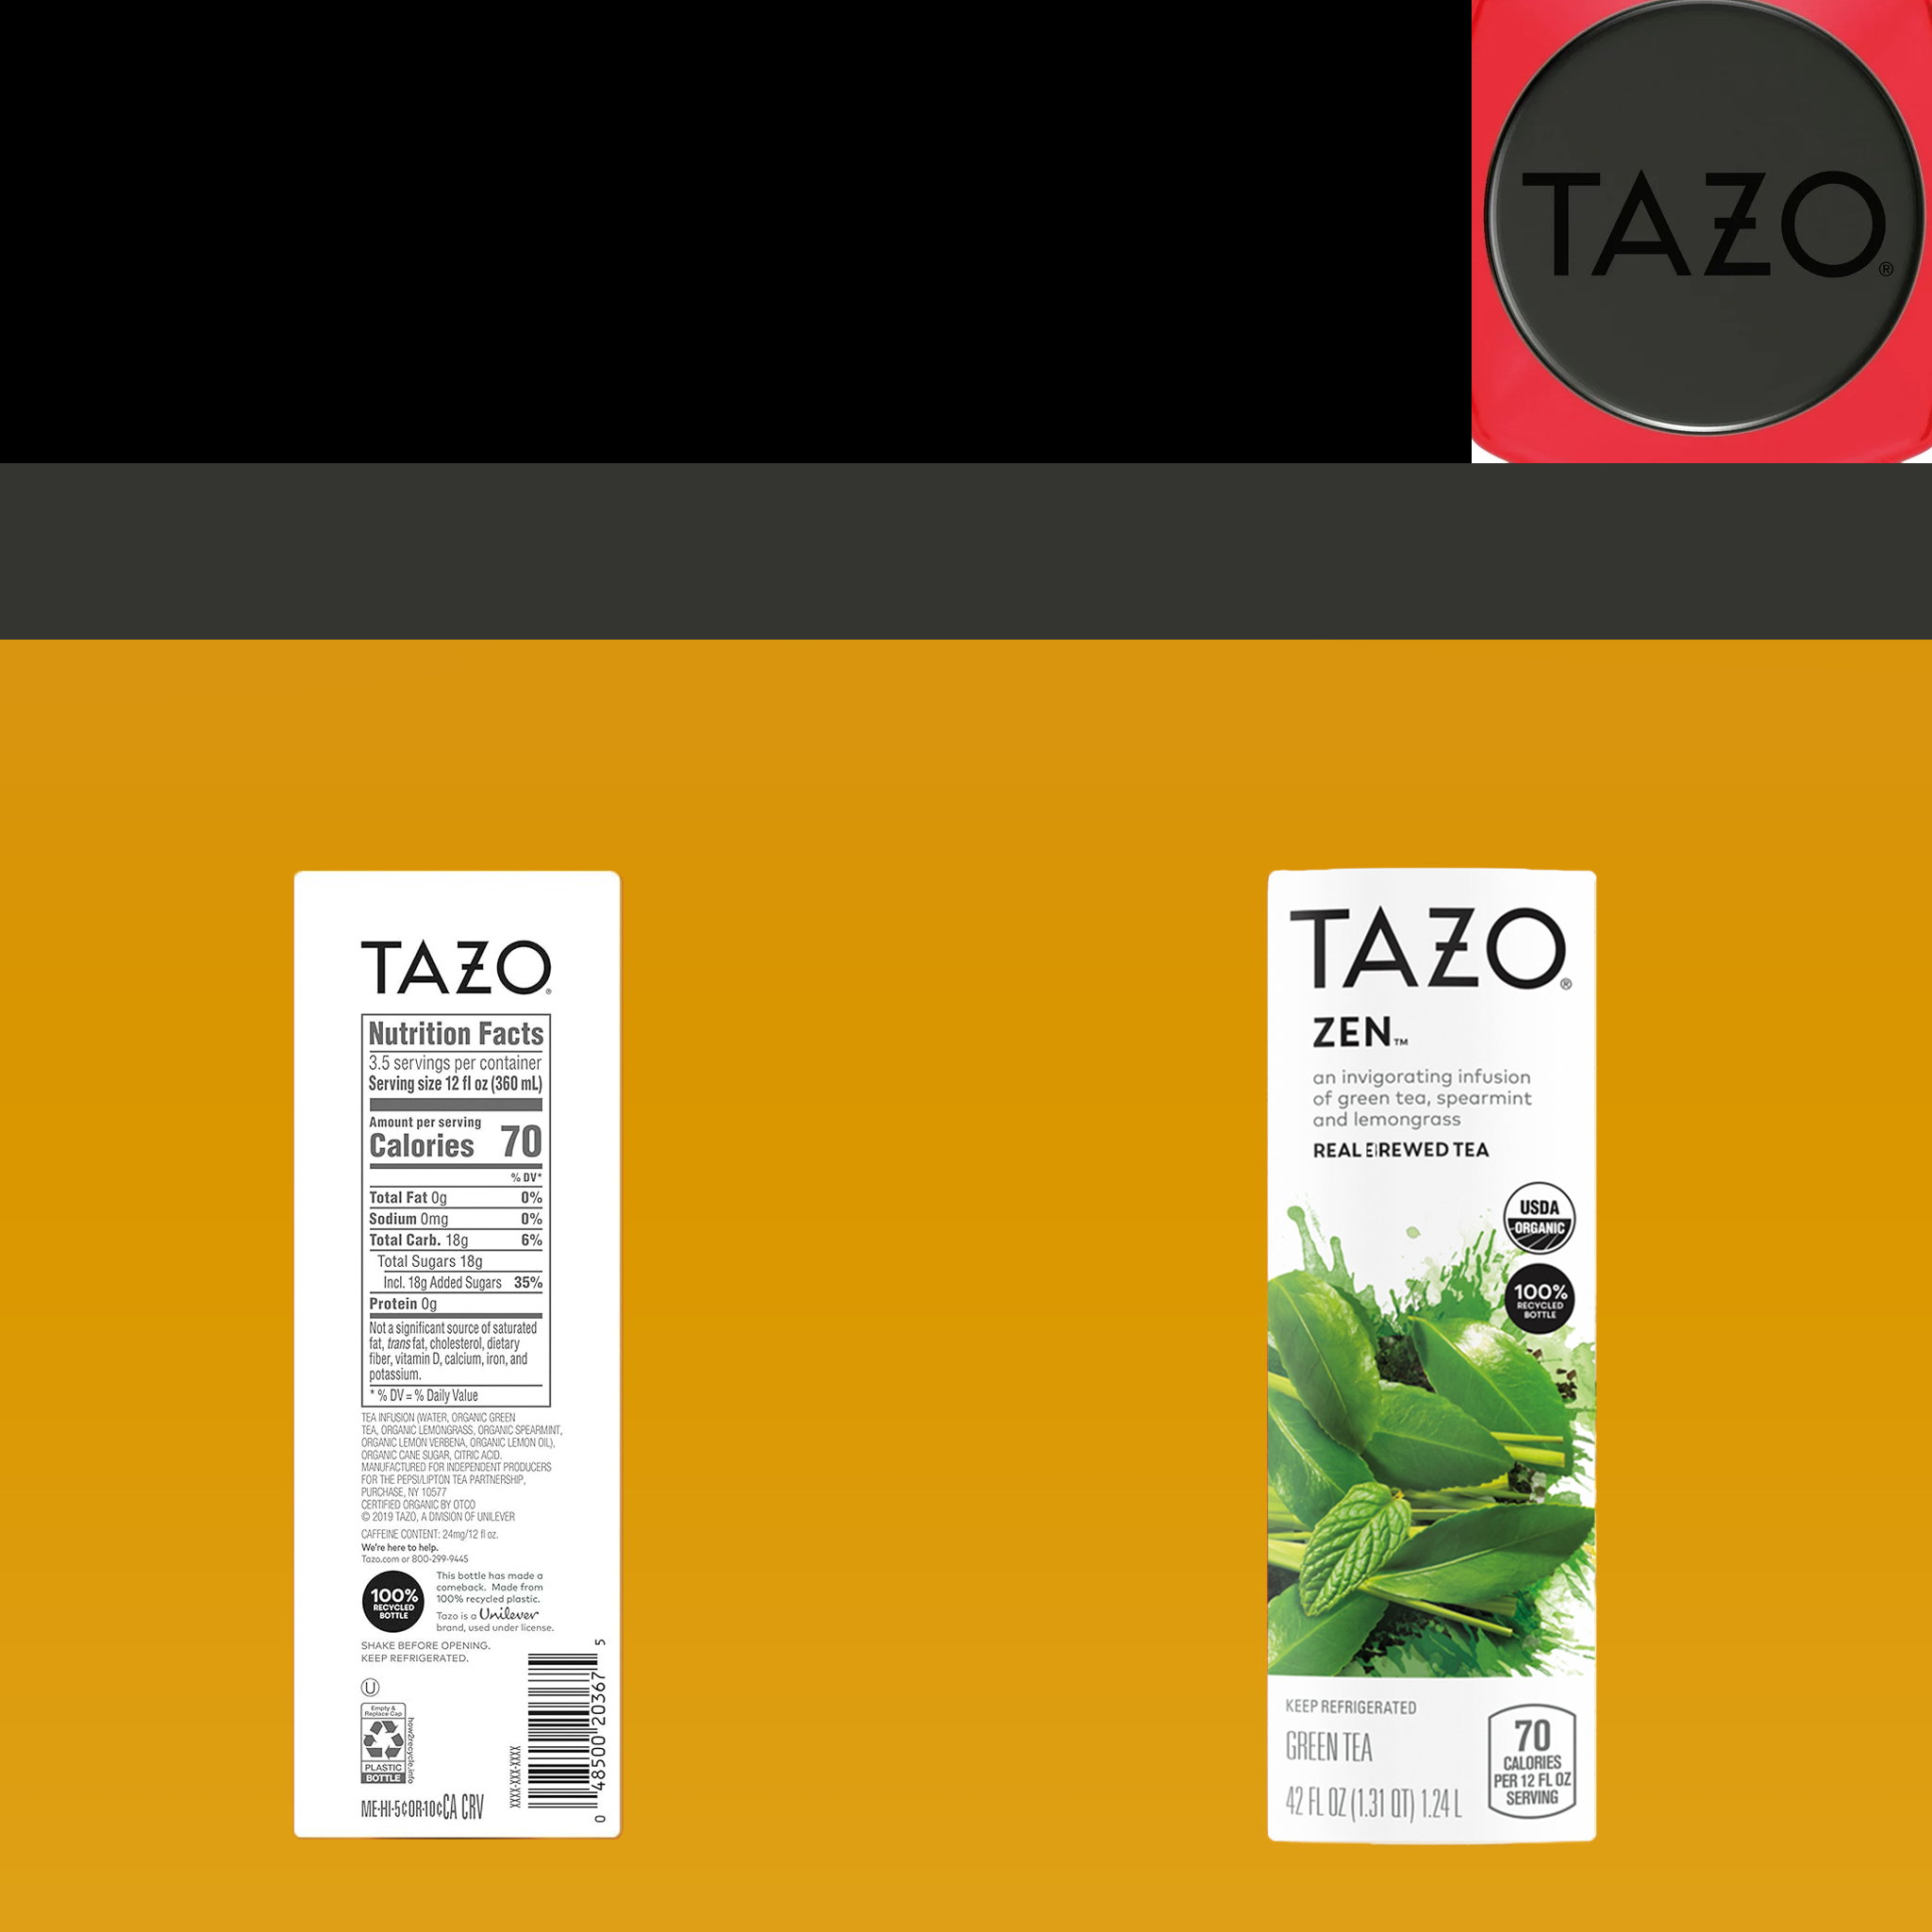 TAZO®
TAZO®
Nutrition Facts
3.5 servings per container
Serving size 12 fl oz (360 mL)
Amount per serving
Calories 70
% DV*
Total Fat 0g 0%
Sodium 0mg 0%
Total Carb. 18g 6%
Total Sugars 18g
Incl. 18g Added Sugars 35%
Protein 0g
Not a significant source of saturated
fat, trans fat, cholesterol, dietary
fiber, vitamin D, calcium, iron, and
potassium.
* % DV = % Daily Value
TEA INFUSION (WATER, ORGANIC GREEN
TEA, ORGANIC LEMONGRASS, ORGANIC SPEARMINT,
ORGANIC LEMON VERBENA, ORGANIC LEMON OIL),
ORGANIC CANE SUGAR, CITRIC ACID.
MANUFACTURED FOR INDEPENDENT PRODUCERS
FOR THE PEPSI/LIPTON TEA PARTNERSHIP,
PURCHASE, NY 10577
CERTIFIED ORGANIC BY OTCO
© 2019 TAZO, A DIVISION OF UNILEVER
CAFFEINE CONTENT: 24mg/12 fl oz.
We're here to help.
Tazo.com or 800-299-9445
100%
RECYCLED
BOTTLE
This bottle has made a
comeback. Made from
100% recycled plastic.
Tazo is a Unilever
brand, used under license.
SHAKE BEFORE OPENING.
KEEP REFRIGERATED.
U
Empty &
Replace Cap
PLASTIC
BOTTLE
how2recycle.info
ME-HI-5¢OR-10¢CA CRV
XXXX-XXX-XXXX
0 48500 20367 5
TAZO®
ZEN™
an invigorating infusion
of green tea, spearmint
and lemongrass
REAL BREWED TEA
USDA
ORGANIC
100%
RECYCLED
BOTTLE
KEEP REFRIGERATED
GREEN TEA
42 FL OZ (1.31 QT) 1.24 L
70
CALORIES
PER 12 FL OZ
SERVING